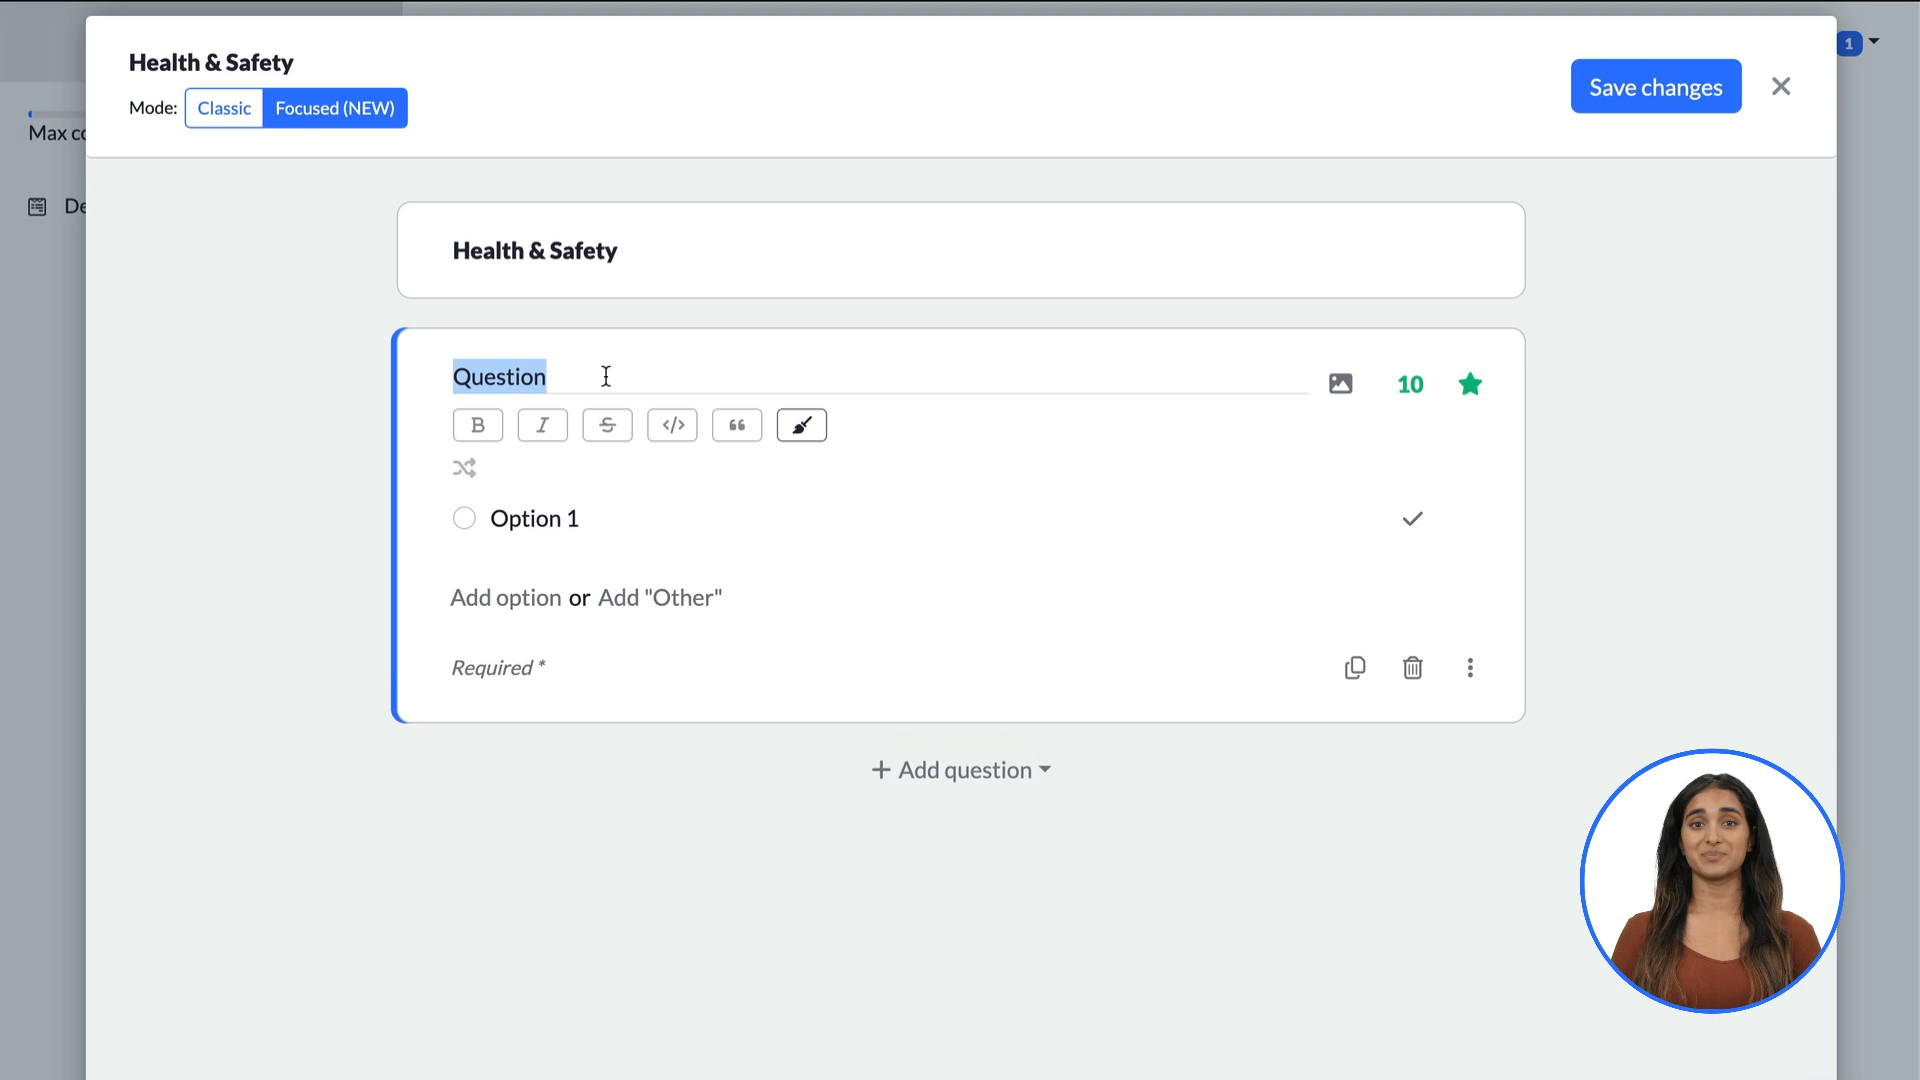 Health & Safety
Mode: Classic Focused (NEW)
Save changes
1
Max co
De
Health & Safety
Question
10
B I S </> “
Option 1
Add option or Add "Other"
Required *
+ Add question